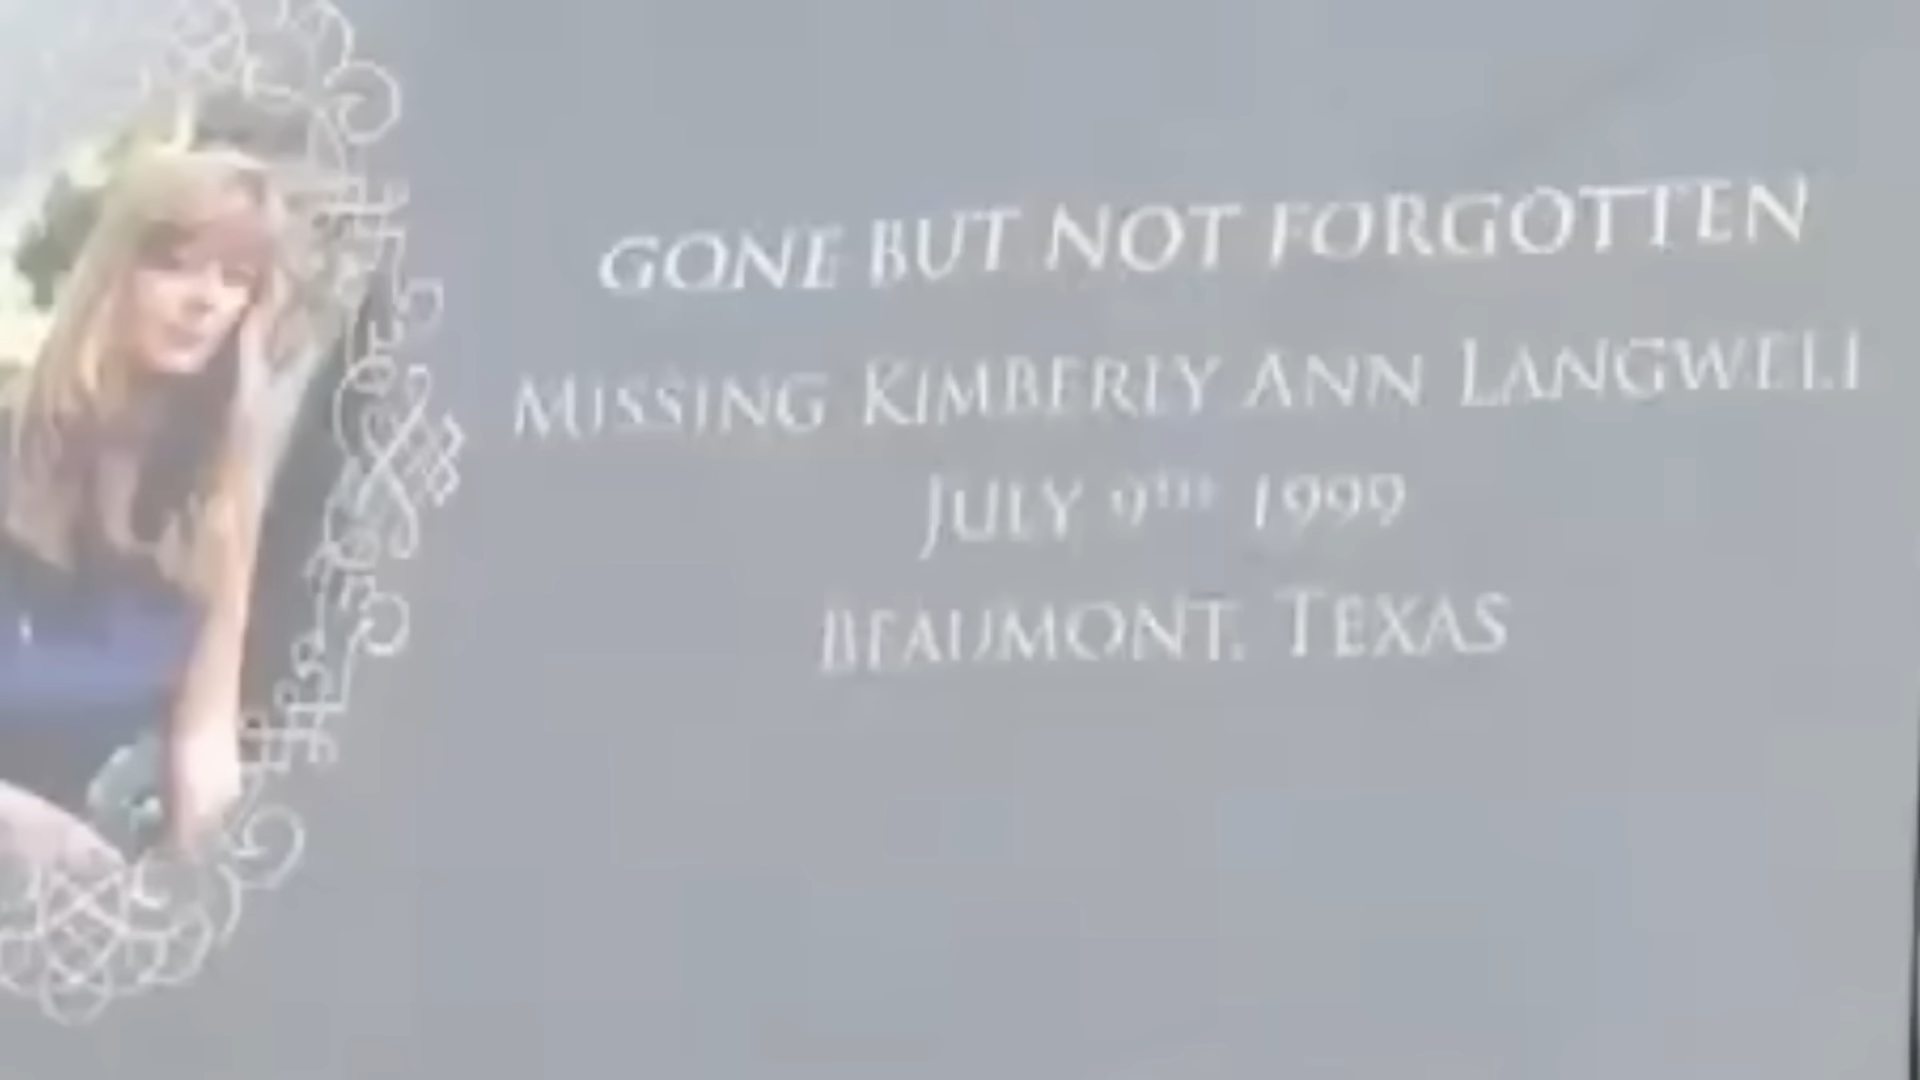 GONE BUT NOT FORGOTTEN
MISSING KIMBERLY ANN LANGWELL
JULY 9TH 1999
BEAUMONT, TEXAS